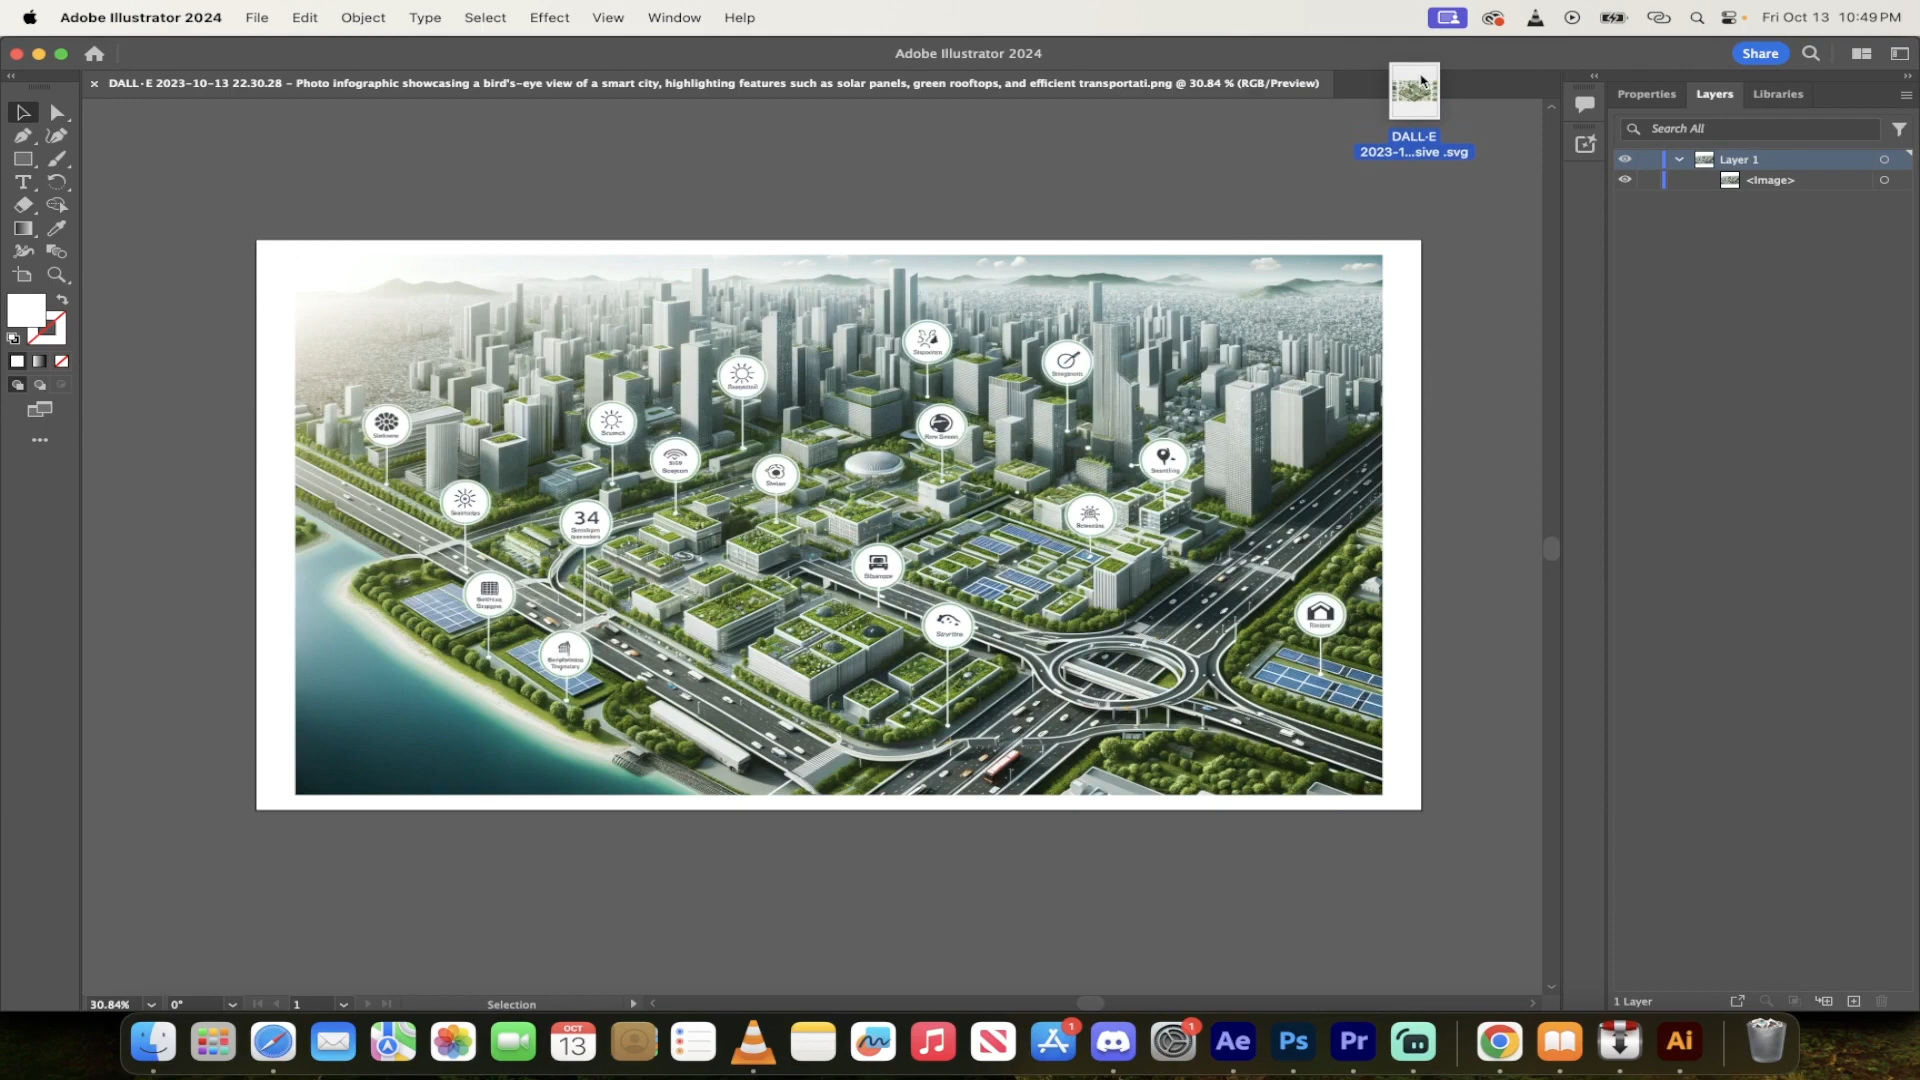 Adobe Illustrator 2024 File Edit Object Type Select Effect View Window Help Fri Oct 13 10:49 PM
Adobe Illustrator 2024 Share
× DALL·E 2023-10-13 22.30.28 - Photo infographic showcasing a bird's-eye view of a smart city, highlighting features such as solar panels, green rooftops, and efficient transportati.png @ 30.84 % (RGB/Preview)
Properties Layers Libraries
Search All
DALL·E
2023-1...sive .svg
Layer 1
<Image>
34
30.84% 0° 1 Selection
1 Layer
OCT
13
1
1
Ae Ps Pr Ai